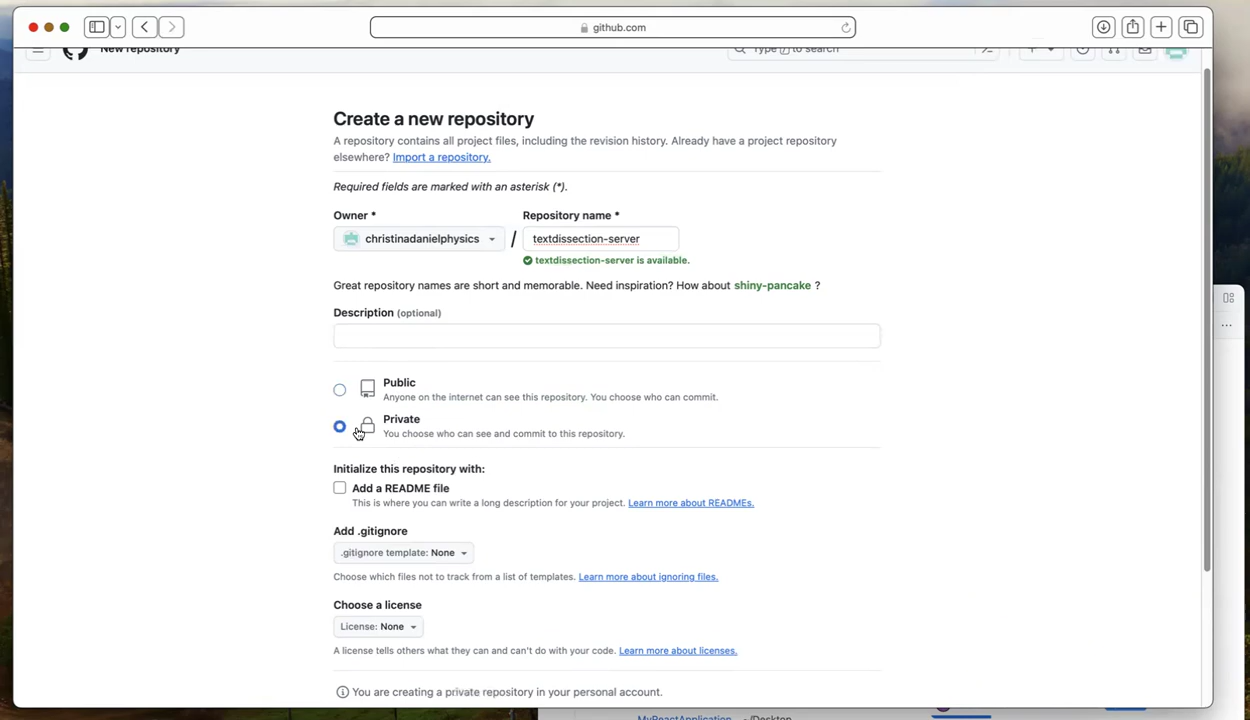 github.com
New repository
Type / to search
Create a new repository
A repository contains all project files, including the revision history. Already have a project repository
elsewhere? Import a repository.
Required fields are marked with an asterisk (*).
Owner *
Repository name *
christinadanielphysics
/
textdissection-server
textdissection-server is available.
Great repository names are short and memorable. Need inspiration? How about shiny-pancake ?
Description (optional)
Public
Anyone on the internet can see this repository. You choose who can commit.
Private
You choose who can see and commit to this repository.
Initialize this repository with:
Add a README file
This is where you can write a long description for your project. Learn more about READMEs.
Add .gitignore
.gitignore template: None
Choose which files not to track from a list of templates. Learn more about ignoring files.
Choose a license
License: None
A license tells others what they can and can't do with your code. Learn more about licenses.
You are creating a private repository in your personal account.
MyReactApplication ~/Desktop